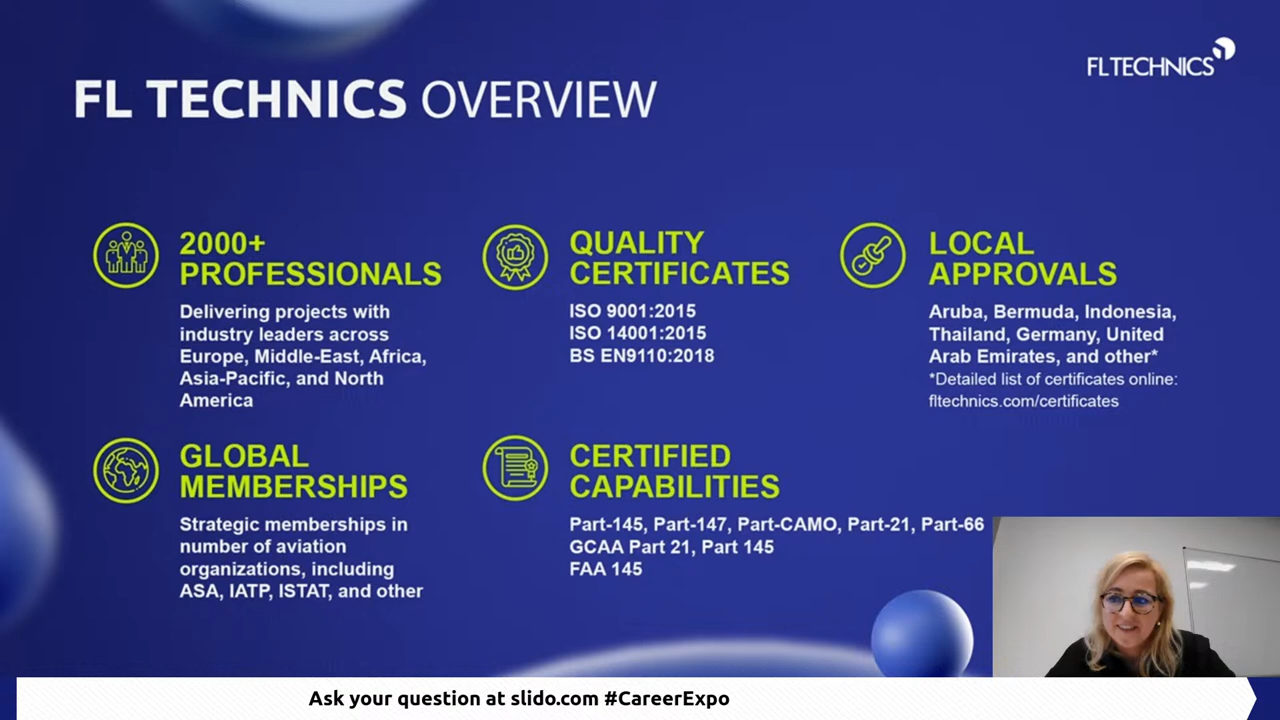 FL TECHNICS OVERVIEW
FL TECHNICS
2000+
PROFESSIONALS
Delivering projects with
industry leaders across
Europe, Middle-East, Africa,
Asia-Pacific, and North
America
QUALITY
CERTIFICATES
ISO 9001:2015
ISO 14001:2015
BS EN9110:2018
LOCAL
APPROVALS
Aruba, Bermuda, Indonesia,
Thailand, Germany, United
Arab Emirates, and other*
*Detailed list of certificates online:
fltechnics.com/certificates
GLOBAL
MEMBERSHIPS
Strategic memberships in
number of aviation
organizations, including
ASA, IATP, ISTAT, and other
CERTIFIED
CAPABILITIES
Part-145, Part-147, Part-CAMO, Part-21, Part-66
GCAA Part 21, Part 145
FAA 145
Ask your question at slido.com #CareerExpo